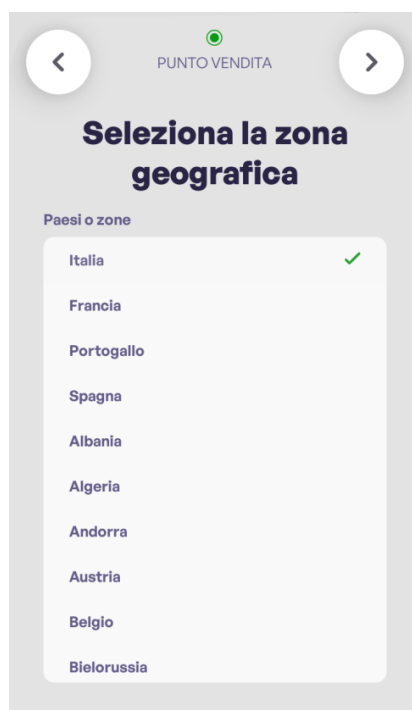 PUNTO VENDITA
Seleziona la zona
geografica
Paesi o zone
Italia
Francia
Portogallo
Spagna
Albania
Algeria
Andorra
Austria
Belgio
Bielorussia